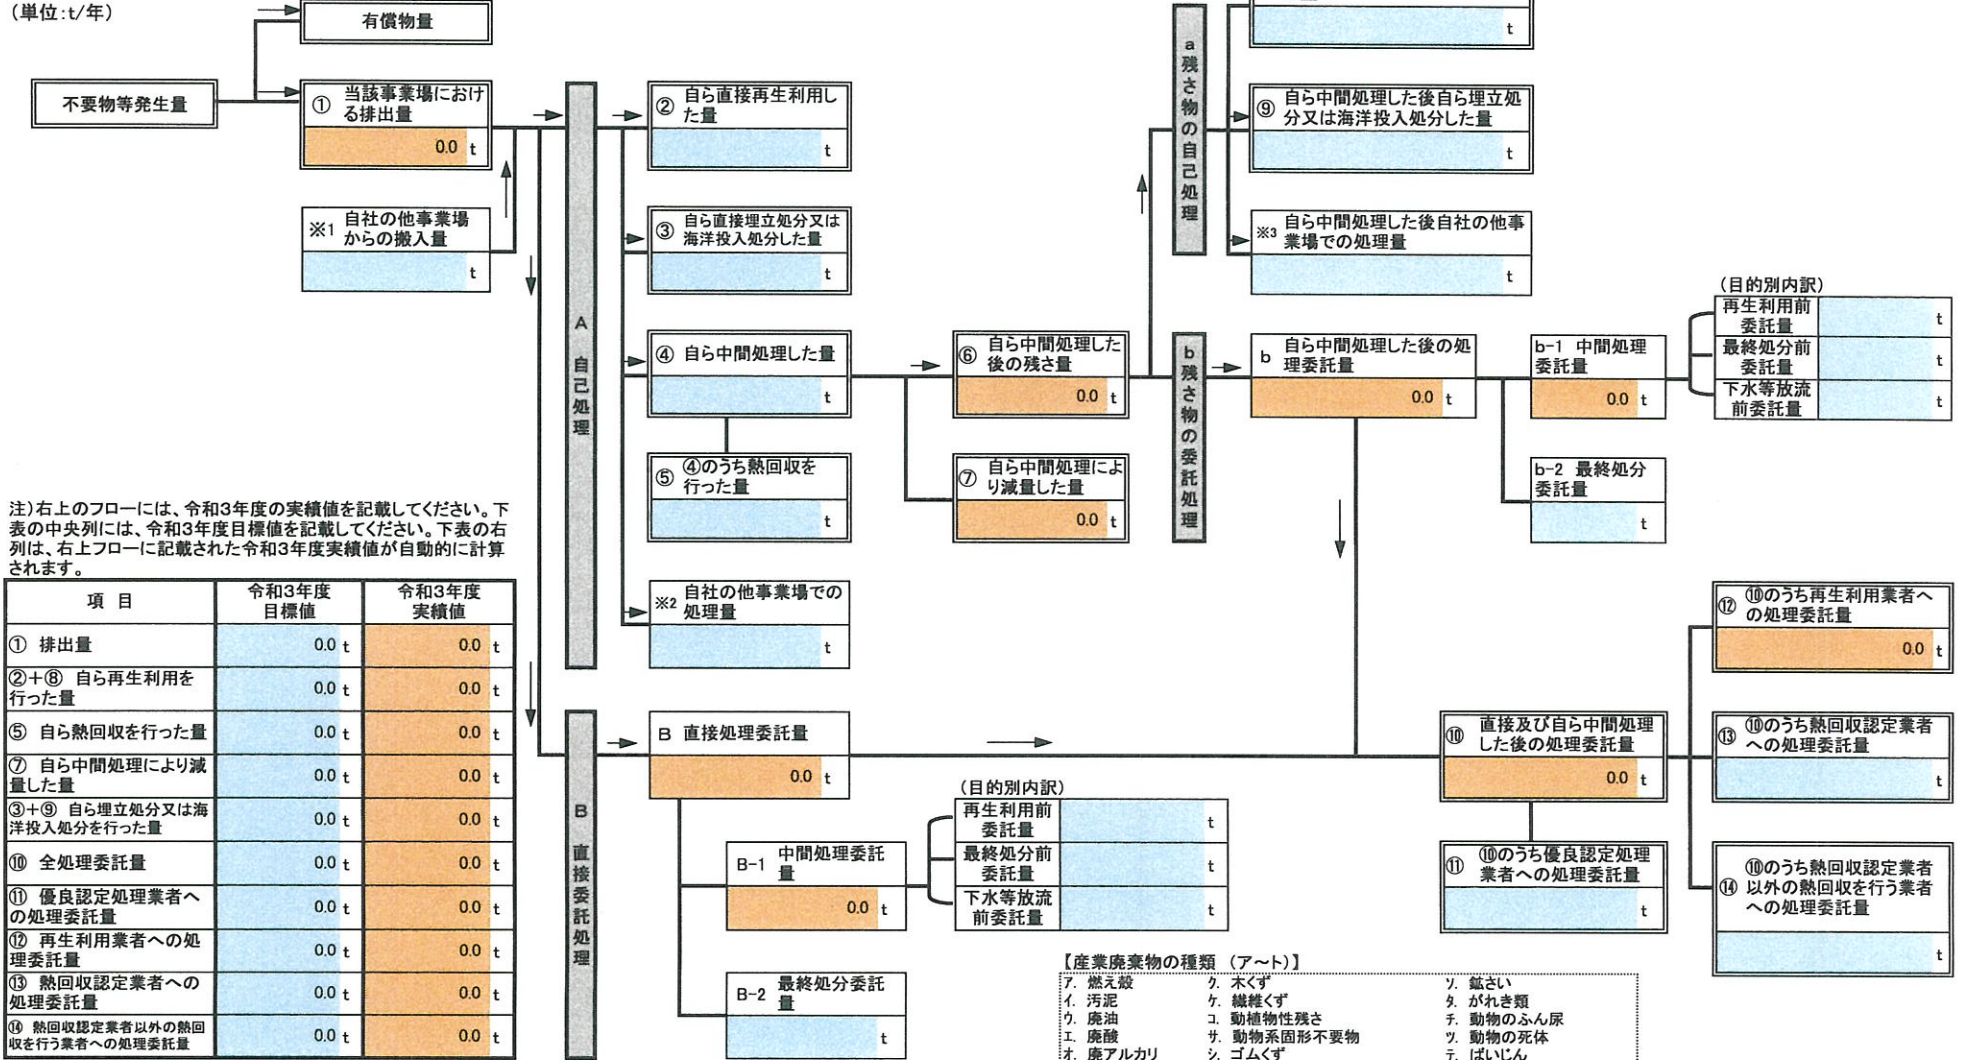 (単位:t/年)
有償物量
不要物等発生量
① 当該事業場におけ
る排出量
0.0 t
※1 自社の他事業場
からの搬入量
t
A 自己処理
② 自ら直接再生利用し
た量
t
③ 自ら直接埋立処分又は
海洋投入処分した量
t
④ 自ら中間処理した量
t
⑤ ④のうち熱回収を
行った量
t
※2 自社の他事業場での
処理量
t
⑥ 自ら中間処理した
後の残さ量
0.0 t
⑦ 自ら中間処理によ
り減量した量
0.0 t
a 残さ物の自己処理
t
⑨ 自ら中間処理した後自ら埋立処
分又は海洋投入処分した量
t
※3 自ら中間処理した後自社の他事
業場での処理量
t
b 残さ物の委託処理
b 自ら中間処理した後の処
理委託量
0.0 t
b-1 中間処理
委託量
0.0 t
(目的別内訳)
再生利用前
委託量
t
最終処分前
委託量
t
下水等放流
前委託量
t
b-2 最終処分
委託量
t
注)右上のフローには、令和3年度の実績値を記載してください。下
表の中央列には、令和3年度目標値を記載してください。下表の右
列は、右上フローに記載された令和3年度実績値が自動的に計算
されます。
項 目 令和3年度
目標値 令和3年度
実績値
① 排出量 0.0 t 0.0 t
②+⑧ 自ら再生利用を
行った量 0.0 t 0.0 t
⑤ 自ら熱回収を行った量 0.0 t 0.0 t
⑦ 自ら中間処理により減
量した量 0.0 t 0.0 t
③+⑨ 自ら埋立処分又は海
洋投入処分を行った量 0.0 t 0.0 t
⑩ 全処理委託量 0.0 t 0.0 t
⑪ 優良認定処理業者へ
の処理委託量 0.0 t 0.0 t
⑫ 再生利用業者への処
理委託量 0.0 t 0.0 t
⑬ 熱回収認定業者への
処理委託量 0.0 t 0.0 t
⑭ 熱回収認定業者以外の熱回
収を行う業者への処理委託量 0.0 t 0.0 t
B 直接委託処理
B 直接処理委託量
0.0 t
B-1 中間処理委託
量
0.0 t
(目的別内訳)
再生利用前
委託量
t
最終処分前
委託量
t
下水等放流
前委託量
t
B-2 最終処分委託
量
t
⑩ 直接及び自ら中間処理
した後の処理委託量
0.0 t
⑪ ⑩のうち優良認定処理
業者への処理委託量
t
⑫ ⑩のうち再生利用業者へ
の処理委託量
0.0 t
⑬ ⑩のうち熱回収認定業者
への処理委託量
t
⑭ ⑩のうち熱回収認定業者
以外の熱回収を行う業者
への処理委託量
t
【産業廃棄物の種類 (ア~ト)】
ア. 燃え殻 ク. 木くず ソ. 鉱さい
イ. 汚泥 ケ. 繊維くず タ. がれき類
ウ. 廃油 コ. 動植物性残さ チ. 動物のふん尿
エ. 廃酸 サ. 動物系固形不要物 ツ. 動物の死体
オ. 廃アルカリ シ. ゴムくず テ. ばいじん